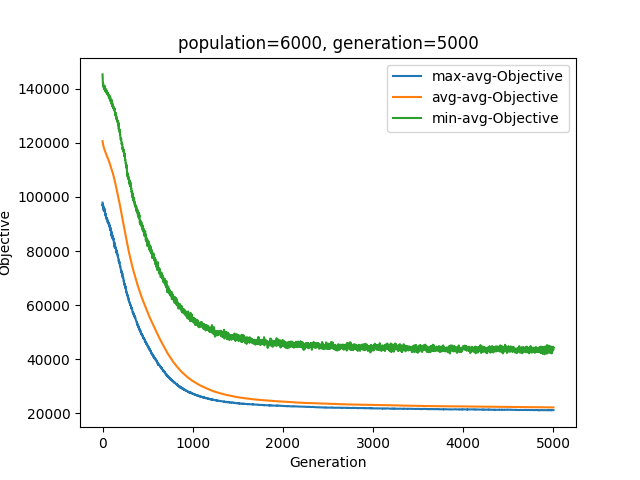 population=6000, generation=5000
max-avg-Objective
avg-avg-Objective
min-avg-Objective
140000
120000
100000
80000
60000
40000
20000
Objective
0 1000 2000 3000 4000 5000
Generation